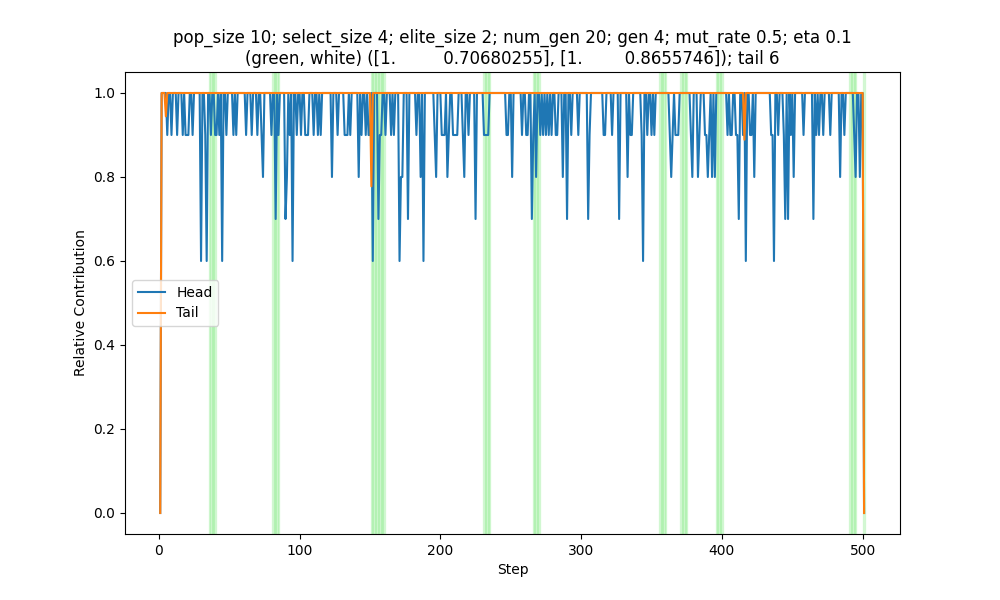 pop_size 10; select_size 4; elite_size 2; num_gen 20; gen 4; mut_rate 0.5; eta 0.1
(green, white) ([1. 0.70680255], [1. 0.8655746]); tail 6
1.0
0.8
0.6
0.4
0.2
0.0
Relative Contribution
Head
Tail
0 100 200 300 400 500
Step